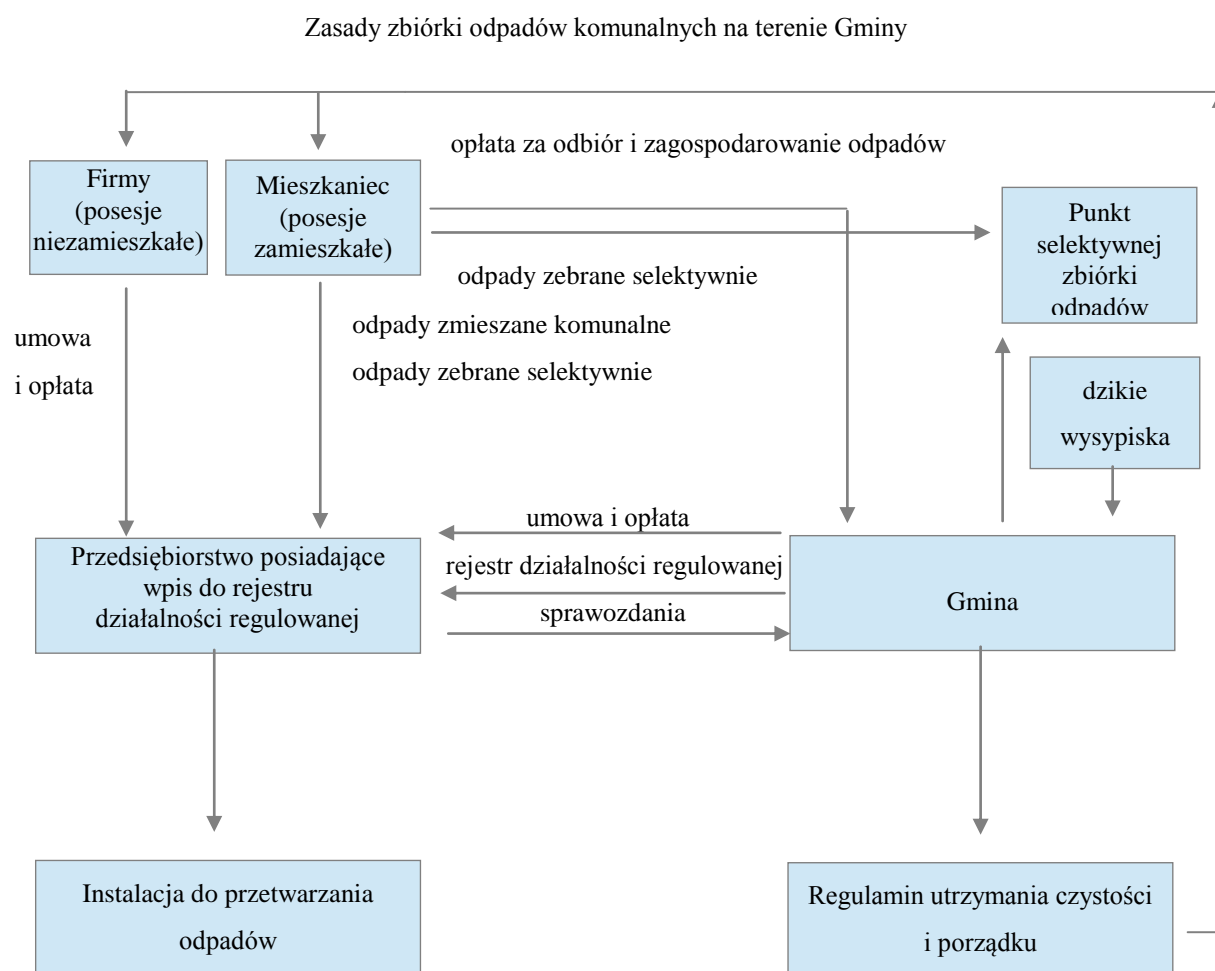 Zasady zbiórki odpadów komunalnych na terenie Gminy
opłata za odbiór i zagospodarowanie odpadów
Firmy
(posesje
niezamieszkałe)
Mieszkaniec
(posesje
zamieszkałe)
Punkt
selektywnej
zbiórki
odpadów
odpady zebrane selektywnie
umowa
i opłata
odpady zmieszane komunalne
odpady zebrane selektywnie
dzikie
wysypiska
umowa i opłata
rejestr działalności regulowanej
sprawozdania
Przedsiębiorstwo posiadające
wpis do rejestru
działalności regulowanej
Gmina
Instalacja do przetwarzania
odpadów
Regulamin utrzymania czystości
i porządku